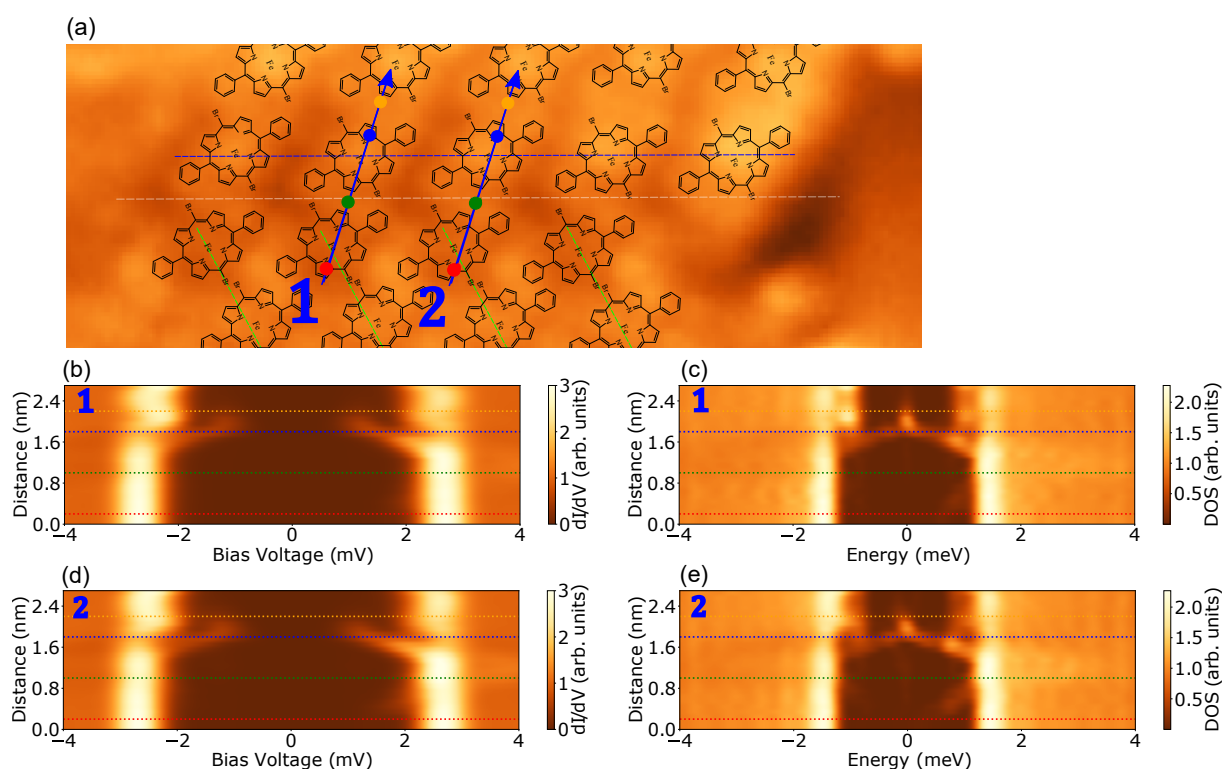 (a)
1 2
(b)
1
Distance (nm)
2.4
1.6
0.8
0.0
−4 −2 0 2 4
Bias Voltage (mV)
3
2
1
0
dI/dV (arb. units)
(c)
1
Distance (nm)
2.4
1.6
0.8
0.0
−4 −2 0 2 4
Energy (meV)
2.0
1.5
1.0
0.50
DOS (arb. units)
(d)
2
Distance (nm)
2.4
1.6
0.8
0.0
−4 −2 0 2 4
Bias Voltage (mV)
3
2
1
0
dI/dV (arb. units)
(e)
2
Distance (nm)
2.4
1.6
0.8
0.0
−4 −2 0 2 4
Energy (meV)
2.0
1.5
1.0
0.50
DOS (arb. units)